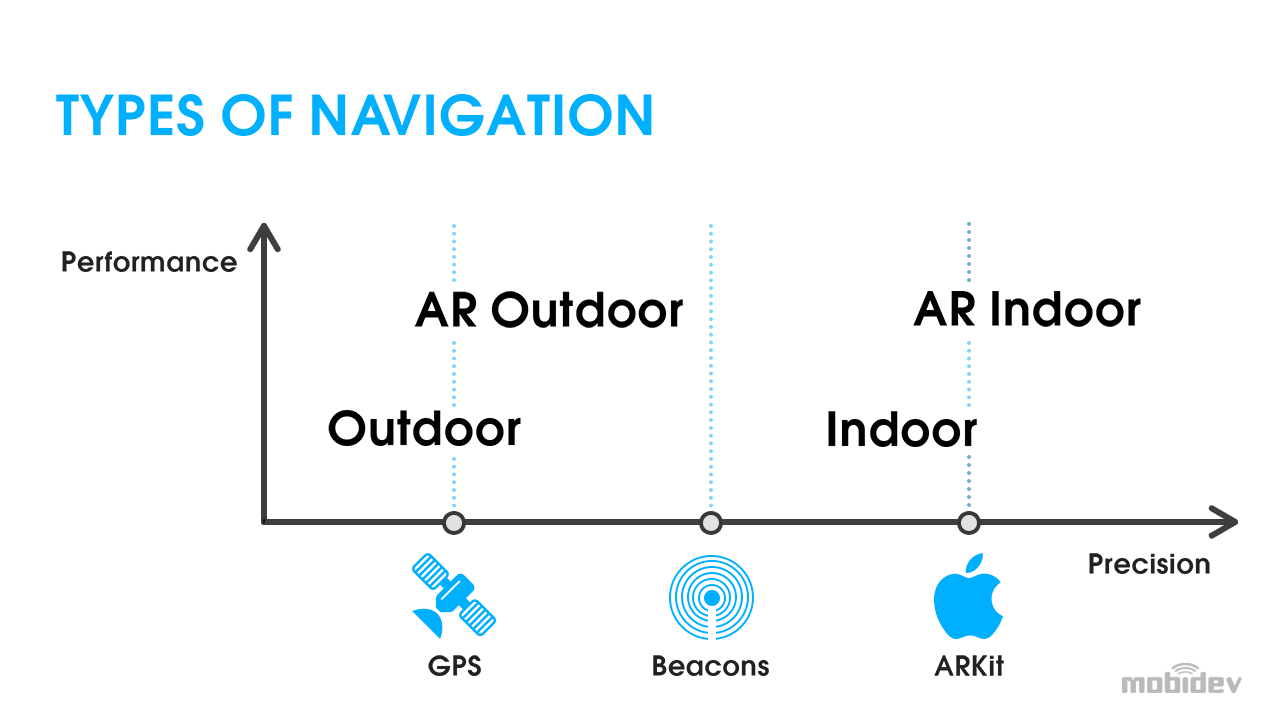 TYPES OF NAVIGATION
Performance
AR Outdoor
AR Indoor
Outdoor
Indoor
Precision
GPS
Beacons
ARKit
mobidev